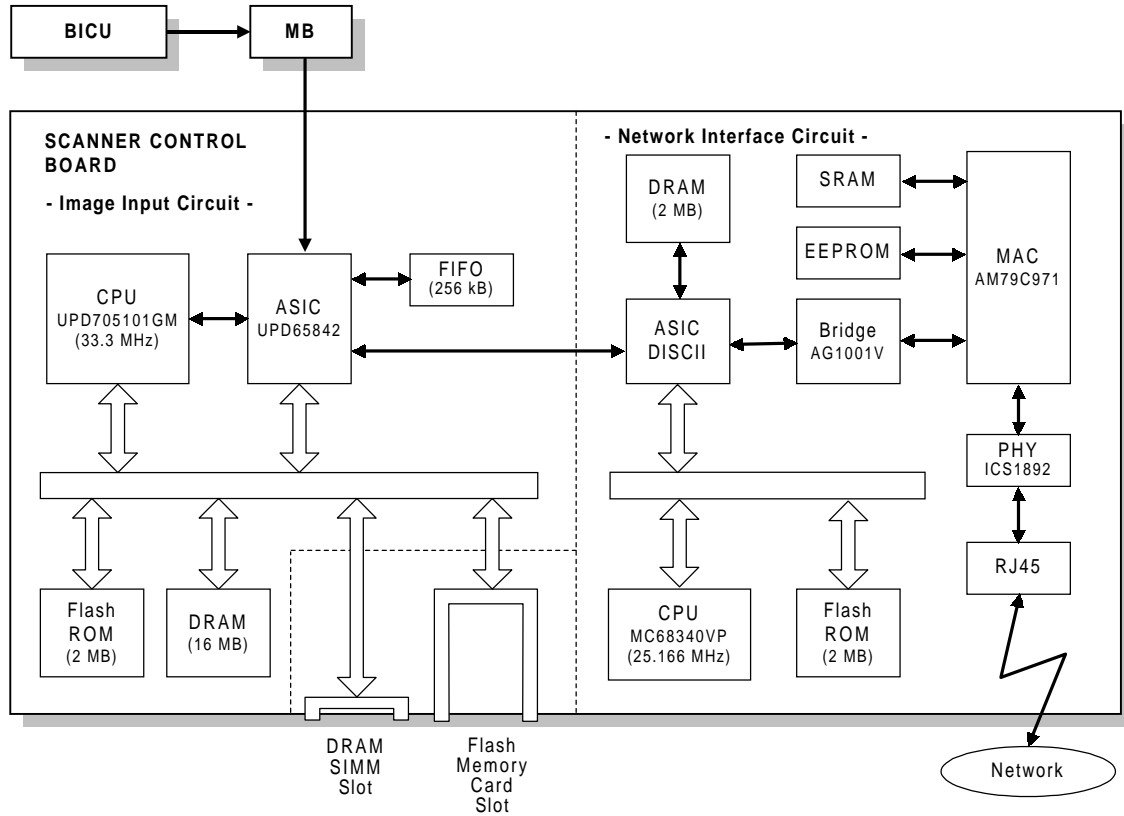 BICU
MB
SCANNER CONTROL
BOARD
- Image Input Circuit -
CPU
UPD705101GM
(33.3 MHz)
ASIC
UPD65842
FIFO
(256 kB)
Flash
ROM
(2 MB)
DRAM
(16 MB)
DRAM
SIMM
Slot
Flash
Memory
Card
Slot
- Network Interface Circuit -
DRAM
(2 MB)
SRAM
EEPROM
MAC
AM79C971
ASIC
DISCII
Bridge
AG1001V
PHY
ICS1892
RJ45
CPU
MC68340VP
(25.166 MHz)
Flash
ROM
(2 MB)
Network